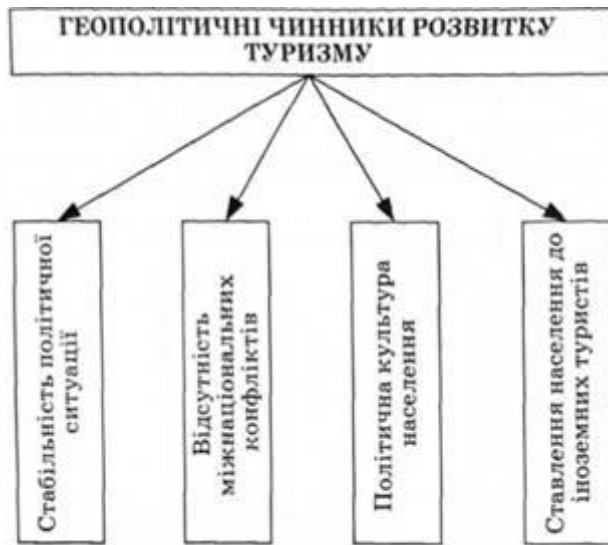 ГЕОПОЛІТИЧНІ ЧИННИКИ РОЗВИТКУ
ТУРИЗМУ
Стабільність політичної
ситуації
Відсутність
міжнаціональних
конфліктів
Політична культура
населення
Ставлення населення до
іноземних туристів